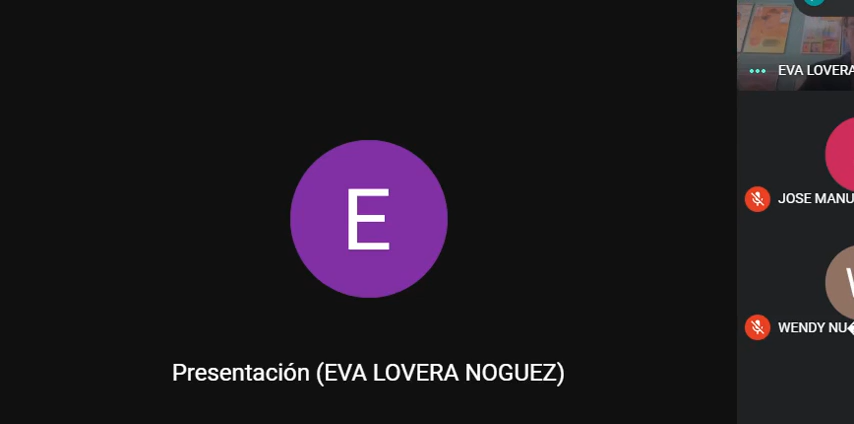 E
Presentación (EVA LOVERA NOGUEZ)
EVA LOVERA
JOSE MANU
W
WENDY NU�